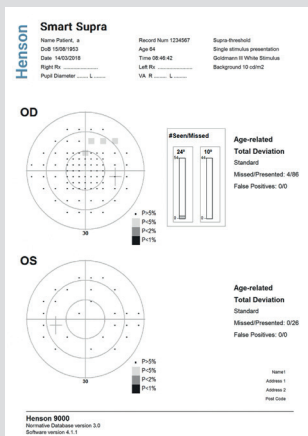 Henson
Smart Supra
Name Patient, a
DoB 15/08/1953
Date 14/03/2018
Right Rx ....................
Pupil Diameter ........ L ........
Record Num 1234567
Age 64
Time 08:46:42
Left Rx ....................
VA R ........ L ........
Supra-threshold
Single stimulus presentation
Goldmann III White Stimulus
Background 10 cd/m2
OD
30
P>5%
P<5%
P<2%
P<1%
#Seen/Missed
24º
10º
Age-related
Total Deviation
Standard
Missed/Presented: 4/86
False Positives: 0/0
OS
30
P>5%
P<5%
P<2%
P<1%
Age-related
Total Deviation
Standard
Missed/Presented: 0/26
False Positives: 0/0
Name1
Address 1
Address 2
Post Code
Henson 9000
Normative Database version 3.0
Software version 4.1.1